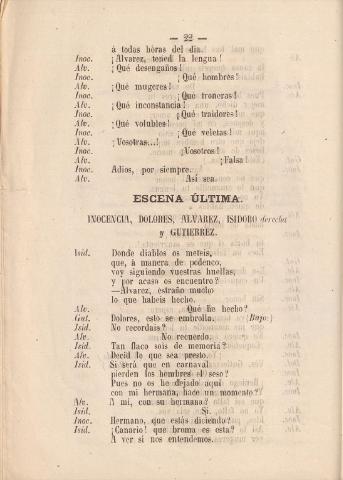 — 22 —
á todas hóras del dia.
Inoc. ¡Alvarez, tened la lengua!
Alv. ¡Qué desengaños!
Inoc. ¡Qué hombres!
Alv. ¡Qué mugeres!
Inoc. ¡Qué troneras!
Alv. ¡Qué inconstancia!
Inoc. ¡Qué traidores!
Alv. ¡Qué volubles!
Inoc. ¡Qué veletas!
Alv. ¡Vosotras...!
Inoc. ¡Vosotros!
Alv. ¡Falsa!
Inoc. Adios, por siempre.
Alv. Así sea.
ESCENA ÚLTIMA.
INOCENCIA, DOLORES, ALVAREZ, ISIDORO derecha
y GUTIERREZ.
Isid. Donde diablos os meteis,
que, á manera de podenco,
voy siguiendo vuestras huellas,
y por acaso os encuentro?
—Alvarez, estraño mucho
lo que habeis hecho.
Alv. Qué he hecho?
Gut. Dolores, esto se embrolla. (Bajo.)
Isid. No recordais?
Alv. No recuerdo.
Isid. Tan flaco sois de memoria?
Alv. Decid lo que sea presto.
Isid. Si será que en carnaval
pierden los hombres el seso?
Pues no os he dejado aquí
con mi hermana, hace un momento?
Alv. A mí, con su hermana?
Isid. Si.
Inoc. Hermano, que estás diciendo?
Isid. ¡Canario! que broma es esta?
A ver si nos entendemos.